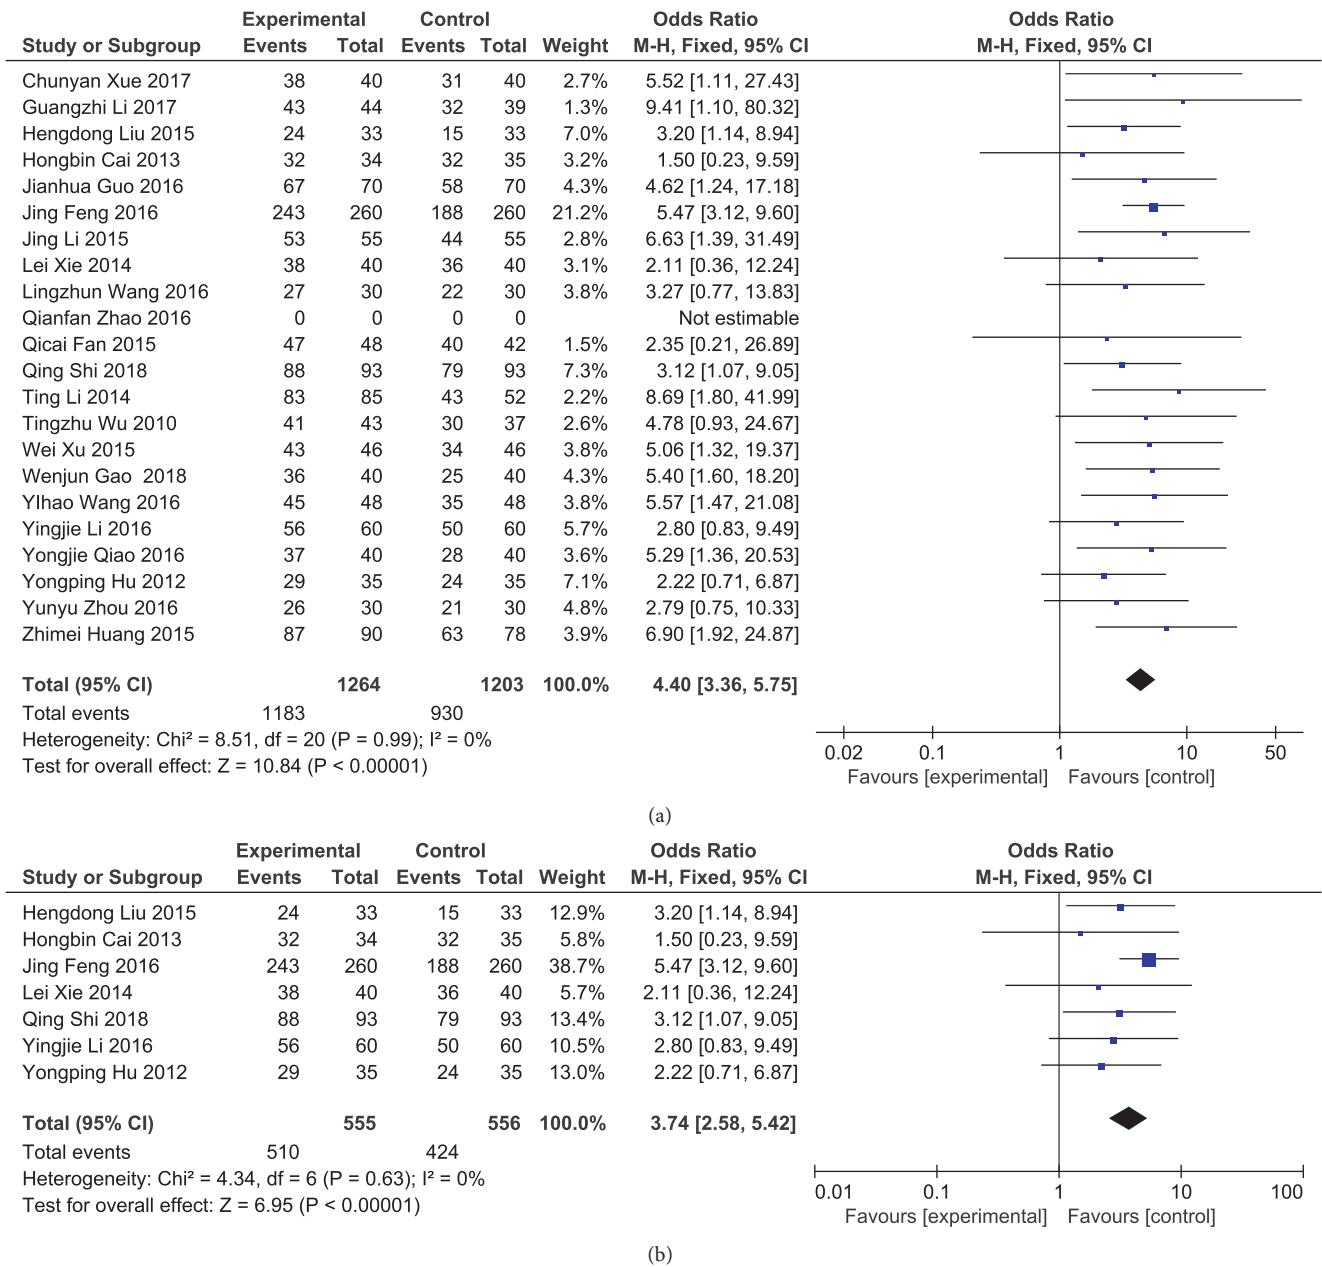 Experimental Control Odds Ratio Odds Ratio
Study or Subgroup Events Total Events Total Weight M-H, Fixed, 95% CI M-H, Fixed, 95% CI
Chunyan Xue 2017 38 40 31 40 2.7% 5.52 [1.11, 27.43]
Guangzhi Li 2017 43 44 32 39 1.3% 9.41 [1.10, 80.32]
Hengdong Liu 2015 24 33 15 33 7.0% 3.20 [1.14, 8.94]
Hongbin Cai 2013 32 34 32 35 3.2% 1.50 [0.23, 9.59]
Jianhua Guo 2016 67 70 58 70 4.3% 4.62 [1.24, 17.18]
Jing Feng 2016 243 260 188 260 21.2% 5.47 [3.12, 9.60]
Jing Li 2015 53 55 44 55 2.8% 6.63 [1.39, 31.49]
Lei Xie 2014 38 40 36 40 3.1% 2.11 [0.36, 12.24]
Lingzhun Wang 2016 27 30 22 30 3.8% 3.27 [0.77, 13.83]
Qianfan Zhao 2016 0 0 0 0 Not estimable
Qicai Fan 2015 47 48 40 42 1.5% 2.35 [0.21, 26.89]
Qing Shi 2018 88 93 79 93 7.3% 3.12 [1.07, 9.05]
Ting Li 2014 83 85 43 52 2.2% 8.69 [1.80, 41.99]
Tingzhu Wu 2010 41 43 30 37 2.6% 4.78 [0.93, 24.67]
Wei Xu 2015 43 46 34 46 3.8% 5.06 [1.32, 19.37]
Wenjun Gao 2018 36 40 25 40 4.3% 5.40 [1.60, 18.20]
YIhao Wang 2016 45 48 35 48 3.8% 5.57 [1.47, 21.08]
Yingjie Li 2016 56 60 50 60 5.7% 2.80 [0.83, 9.49]
Yongjie Qiao 2016 37 40 28 40 3.6% 5.29 [1.36, 20.53]
Yongping Hu 2012 29 35 24 35 7.1% 2.22 [0.71, 6.87]
Yunyu Zhou 2016 26 30 21 30 4.8% 2.79 [0.75, 10.33]
Zhimei Huang 2015 87 90 63 78 3.9% 6.90 [1.92, 24.87]
Total (95% CI) 1264 1203 100.0% 4.40 [3.36, 5.75]
Total events 1183 930
Heterogeneity: Chi² = 8.51, df = 20 (P = 0.99); I² = 0%
Test for overall effect: Z = 10.84 (P < 0.00001)
0.02 0.1 1 10 50
Favours [experimental] Favours [control]
(a)
Experimental Control Odds Ratio Odds Ratio
Study or Subgroup Events Total Events Total Weight M-H, Fixed, 95% CI M-H, Fixed, 95% CI
Hengdong Liu 2015 24 33 15 33 12.9% 3.20 [1.14, 8.94]
Hongbin Cai 2013 32 34 32 35 5.8% 1.50 [0.23, 9.59]
Jing Feng 2016 243 260 188 260 38.7% 5.47 [3.12, 9.60]
Lei Xie 2014 38 40 36 40 5.7% 2.11 [0.36, 12.24]
Qing Shi 2018 88 93 79 93 13.4% 3.12 [1.07, 9.05]
Yingjie Li 2016 56 60 50 60 10.5% 2.80 [0.83, 9.49]
Yongping Hu 2012 29 35 24 35 13.0% 2.22 [0.71, 6.87]
Total (95% CI) 555 556 100.0% 3.74 [2.58, 5.42]
Total events 510 424
Heterogeneity: Chi² = 4.34, df = 6 (P = 0.63); I² = 0%
Test for overall effect: Z = 6.95 (P < 0.00001)
0.01 0.1 1 10 100
Favours [experimental] Favours [control]
(b)